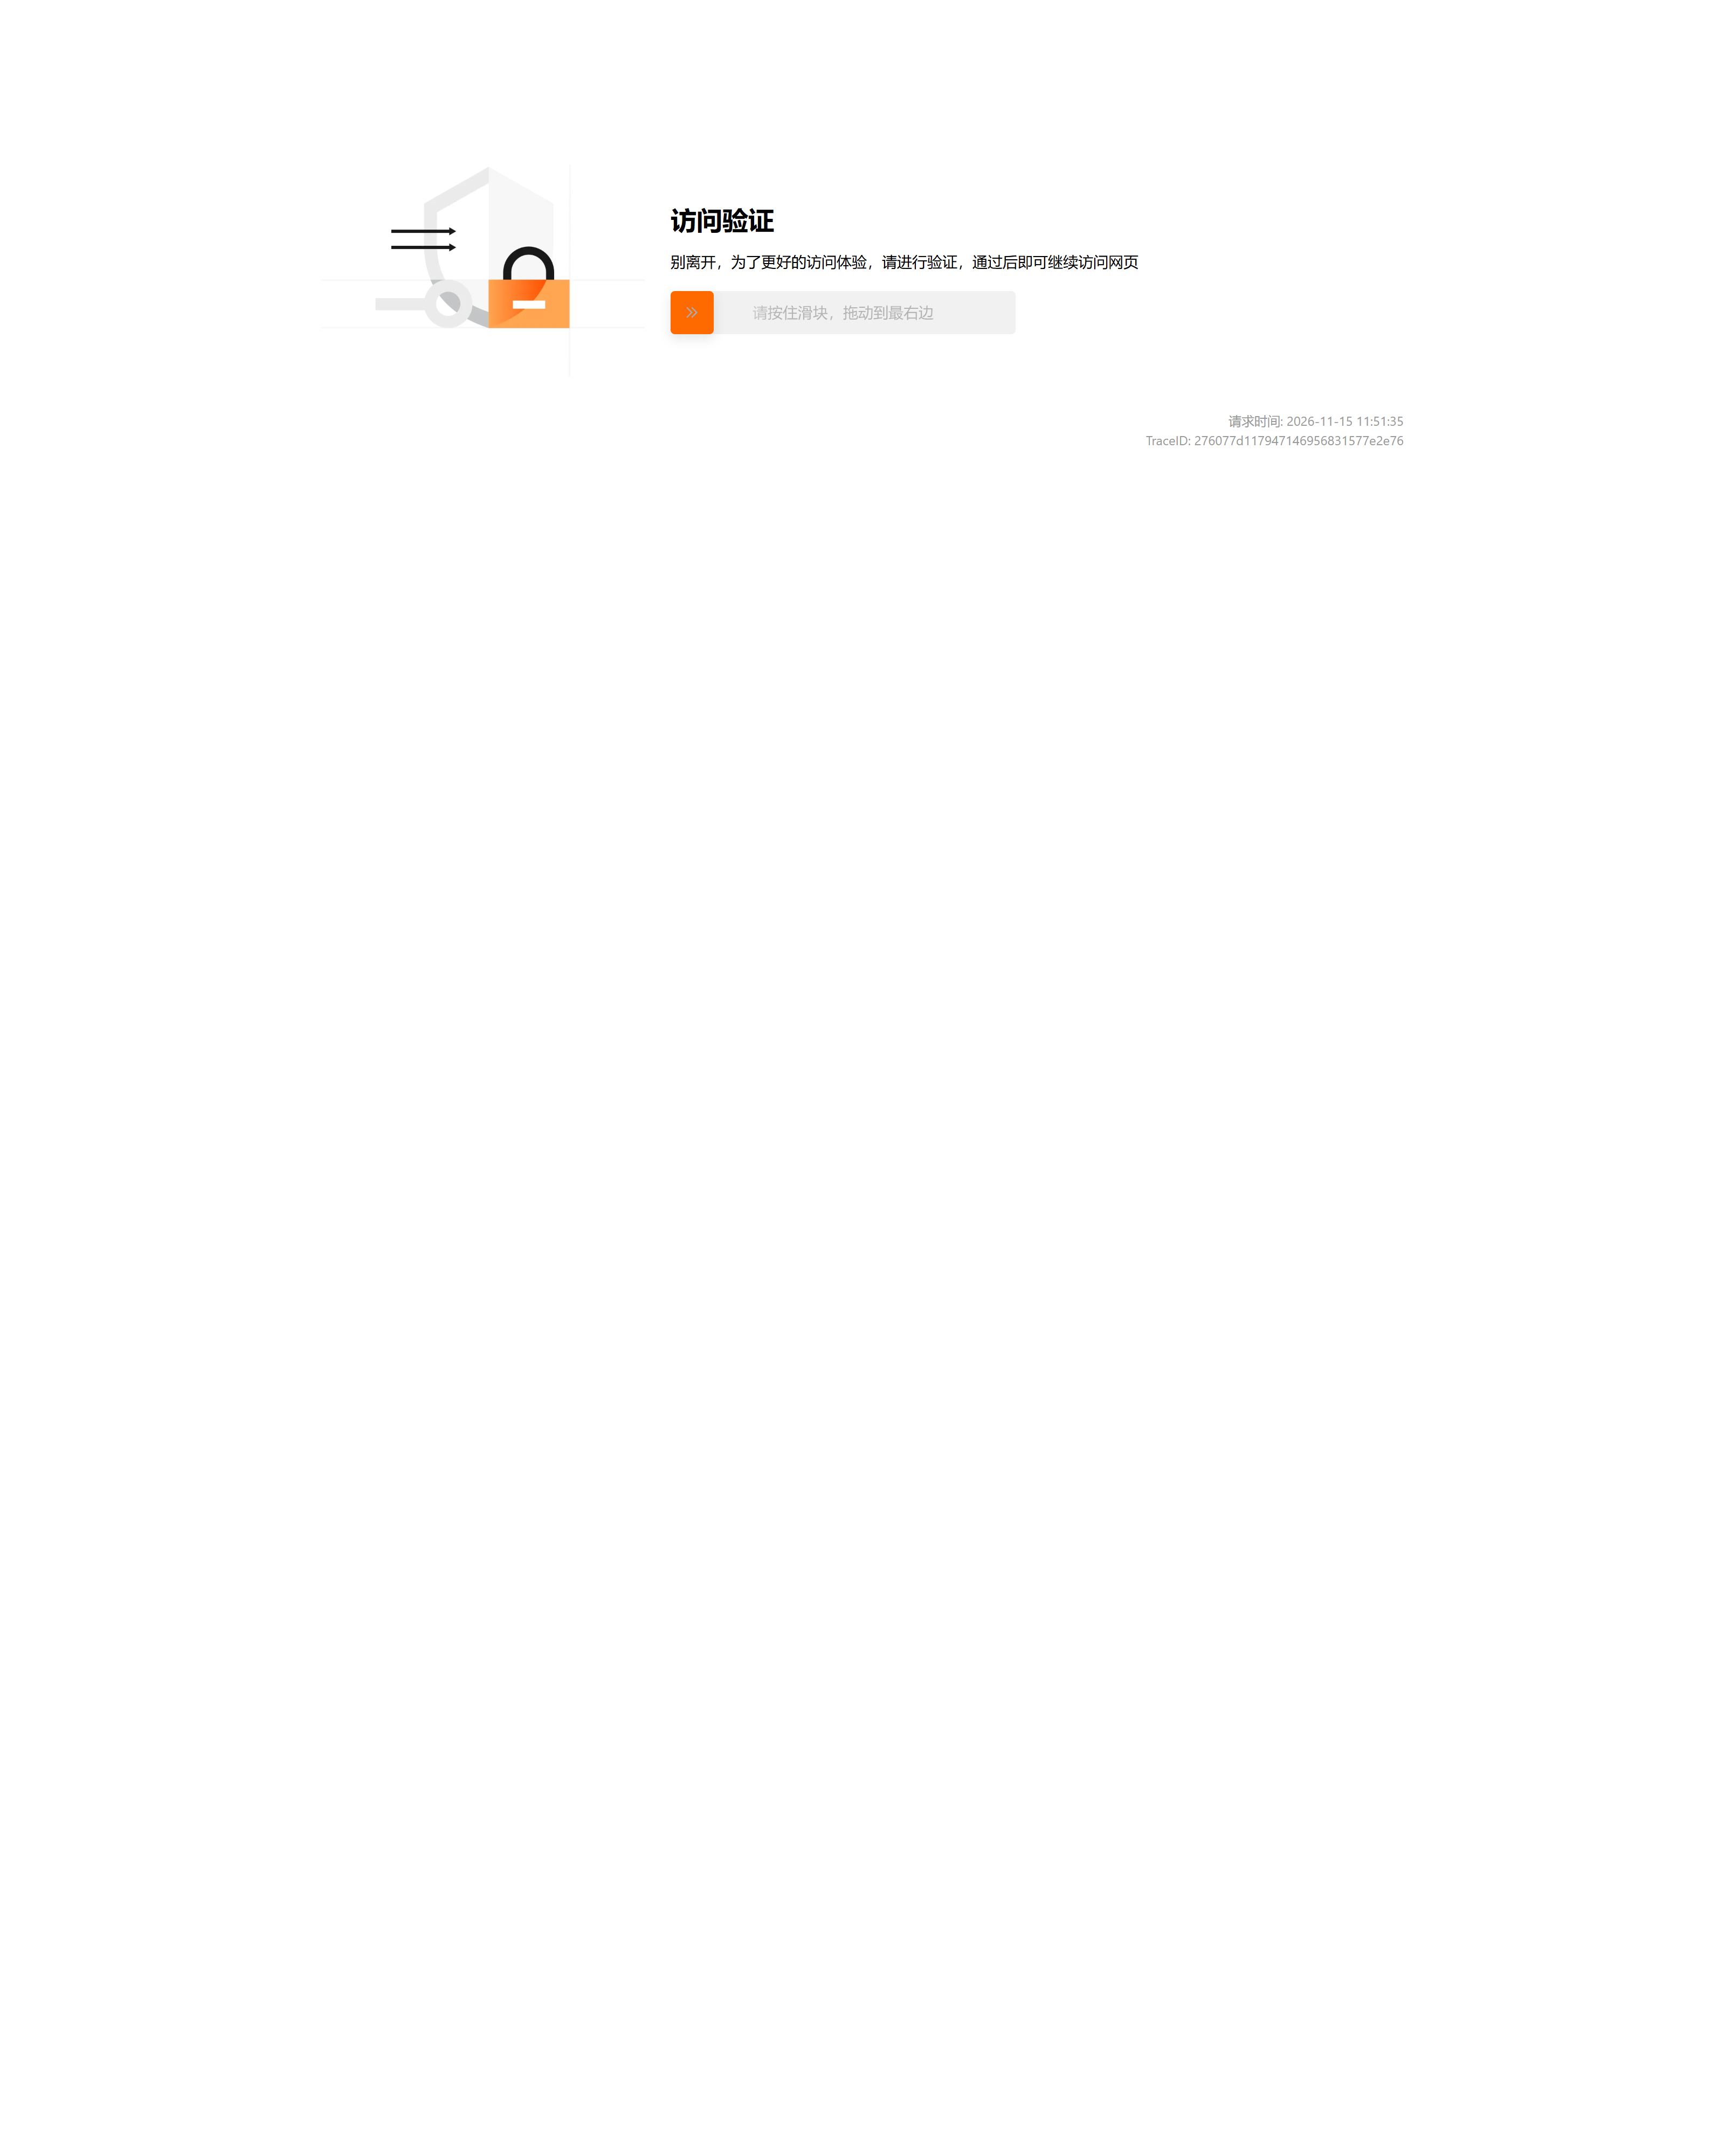 访问验证
别离开，为了更好的访问体验，请进行验证，通过后即可继续访问网页
请按住滑块，拖动到最右边
请求时间: 2026-11-15 11:51:35
TraceID: 276077d117947146956831577e2e76